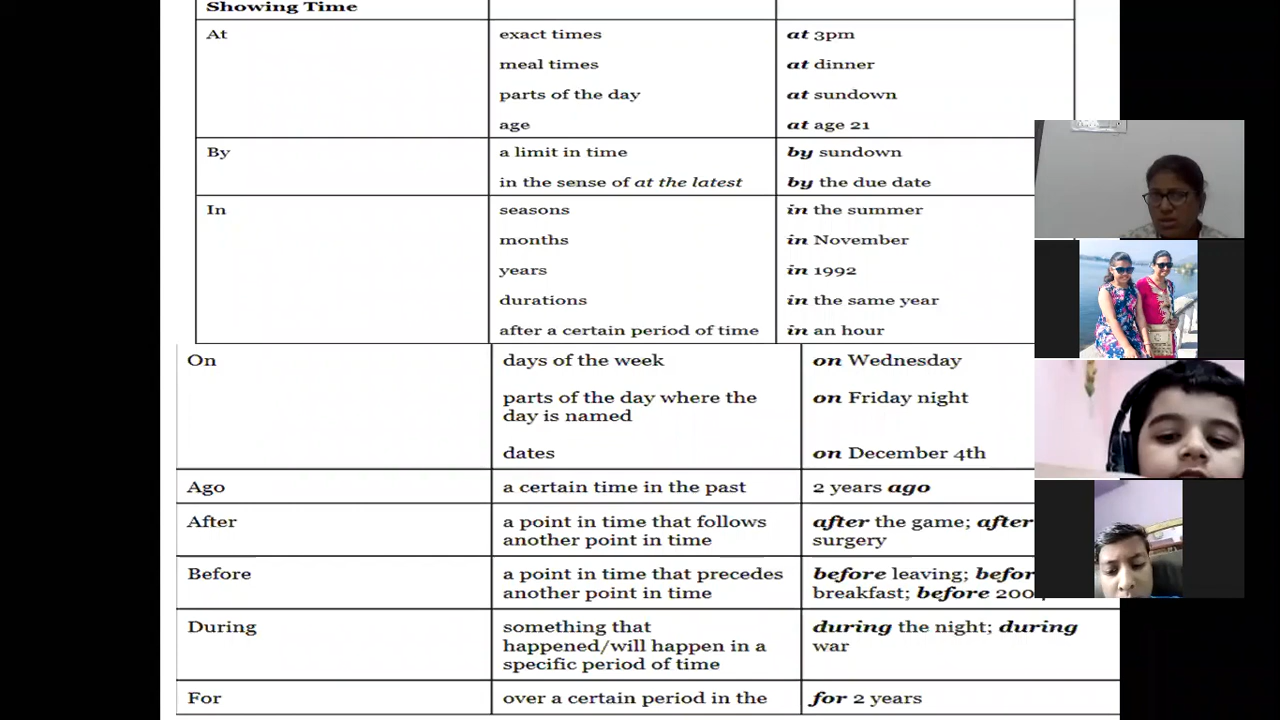 Showing Time
At exact times at 3pm
meal times at dinner
parts of the day at sundown
age at age 21
By a limit in time by sundown
in the sense of at the latest by the due date
In seasons in the summer
months in November
years in 1992
durations in the same year
after a certain period of time in an hour
On days of the week on Wednesday
parts of the day where the on Friday night
day is named
dates on December 4th
Ago a certain time in the past 2 years ago
After a point in time that follows after the game; after
another point in time surgery
Before a point in time that precedes before leaving;
another point in time breakfast; before
During something that during the night; during
happened/will happen in a war
specific period of time
For over a certain period in the for 2 years